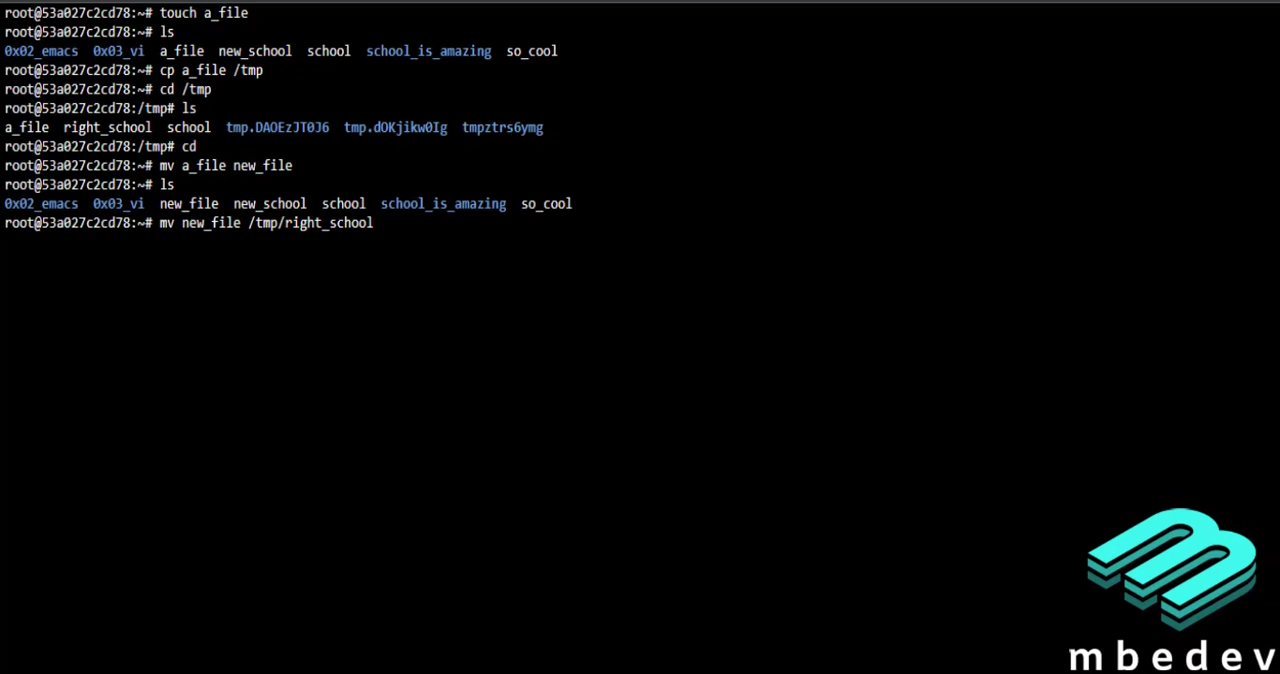 root@53a027c2cd78:~# touch a_file
root@53a027c2cd78:~# ls
0x02_emacs  0x03_vi  a_file  new_school  school  school_is_amazing  so_cool
root@53a027c2cd78:~# cp a_file /tmp
root@53a027c2cd78:~# cd /tmp
root@53a027c2cd78:/tmp# ls
a_file  right_school  school  tmp.DAOEzJT0J6  tmp.dOKjikw0Ig  tmpztrs6ymg
root@53a027c2cd78:/tmp# cd
root@53a027c2cd78:~# mv a_file new_file
root@53a027c2cd78:~# ls
0x02_emacs  0x03_vi  new_file  new_school  school  school_is_amazing  so_cool
root@53a027c2cd78:~# mv new_file /tmp/right_school
mbedev